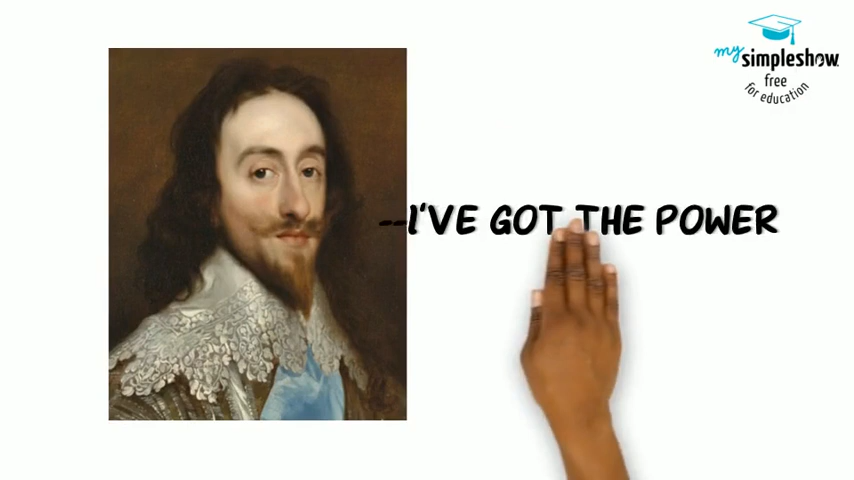 my
simpleshow
free
for education
--I'VE GOT THE POWER